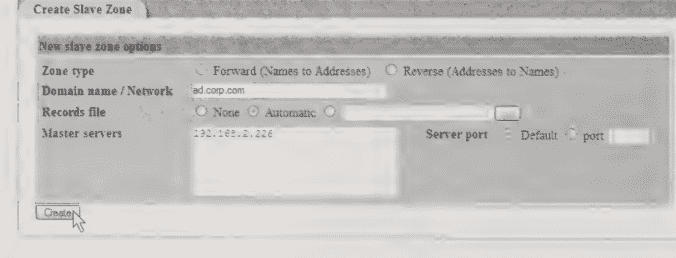 Create Slave Zone
New slave zone options
Zone type Forward (Names to Addresses) Reverse (Addresses to Names)
Domain name / Network ad.corp.com
Records file None Automatic
Master servers 192.168.2.226 Server port Default port
Create